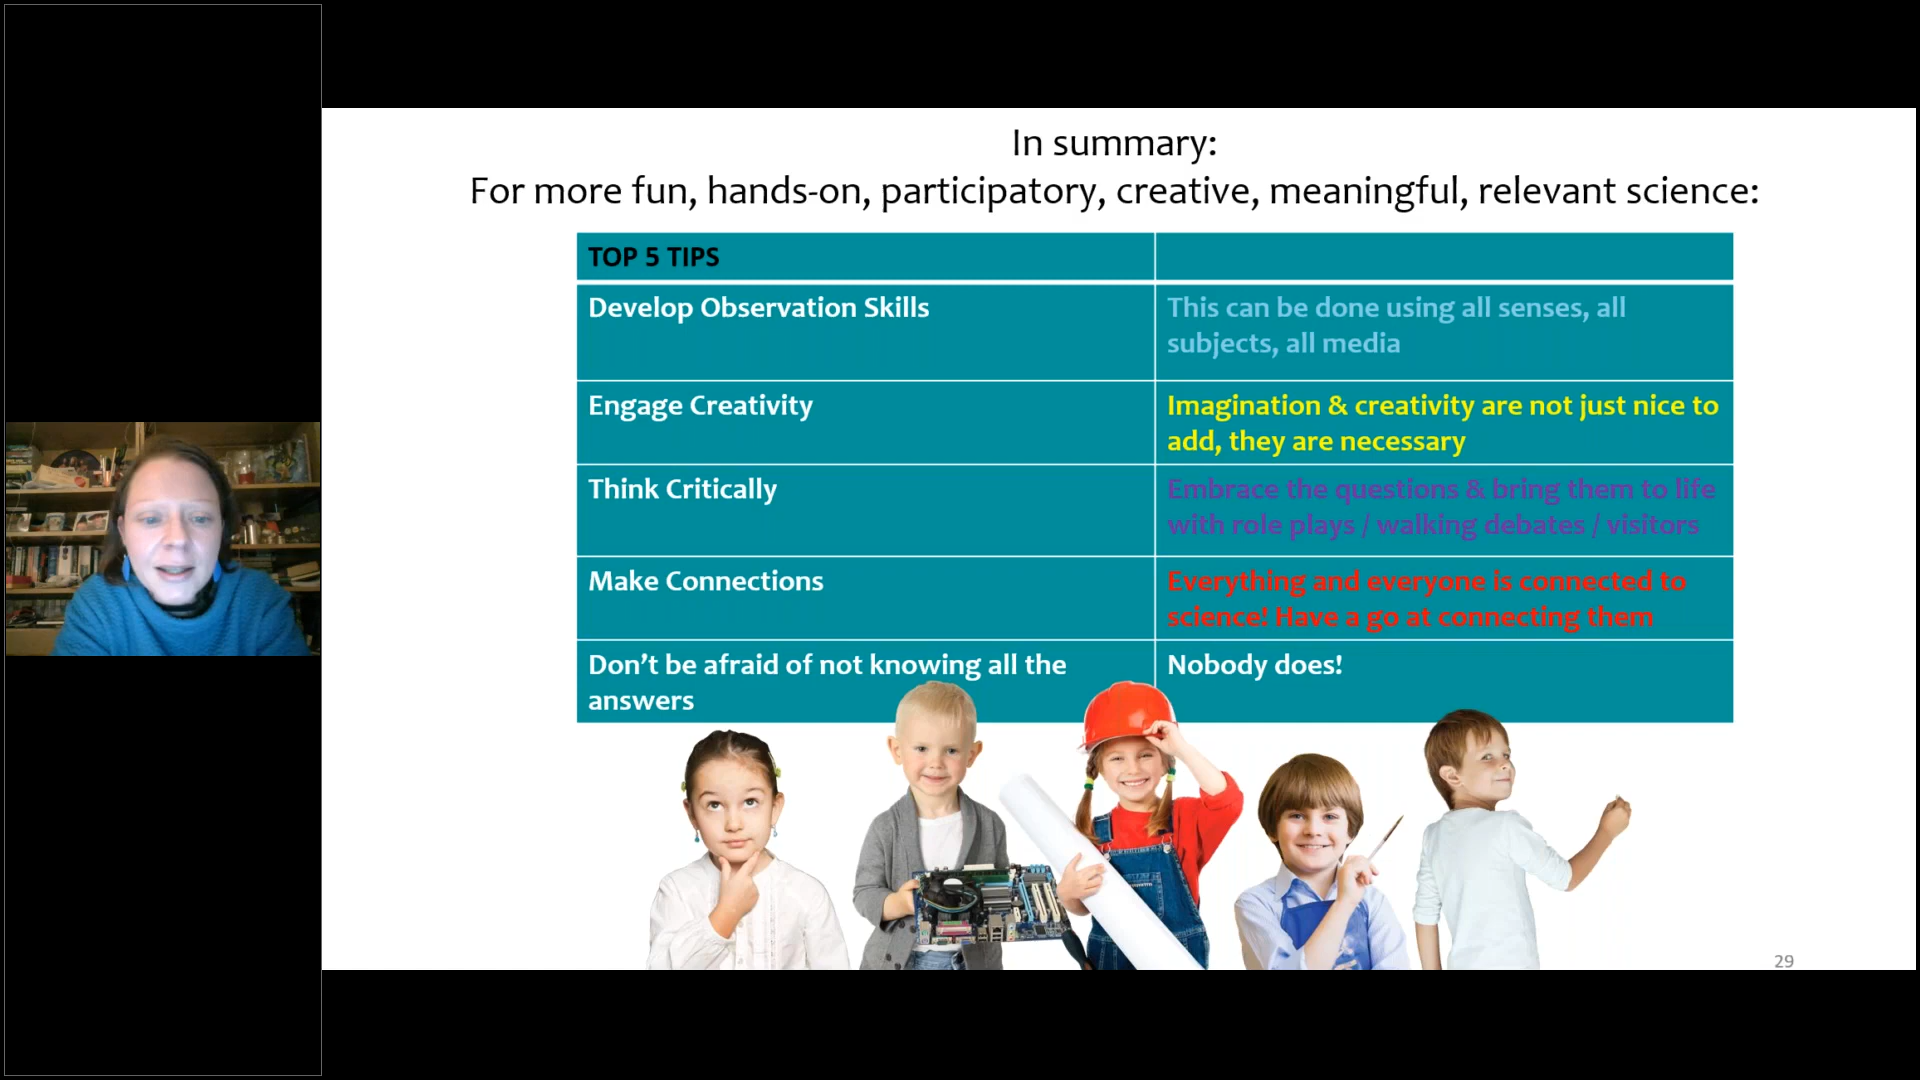 In summary:
For more fun, hands-on, participatory, creative, meaningful, relevant science:
TOP 5 TIPS
Develop Observation Skills
This can be done using all senses, all
subjects, all media
Engage Creativity
Imagination & creativity are not just nice to
add, they are necessary
Think Critically
Embrace the questions & bring them to life
with role plays / walking debates / visitors
Make Connections
Everything and everyone is connected to
science! Have a go at connecting them
Don’t be afraid of not knowing all the
answers
Nobody does!
29